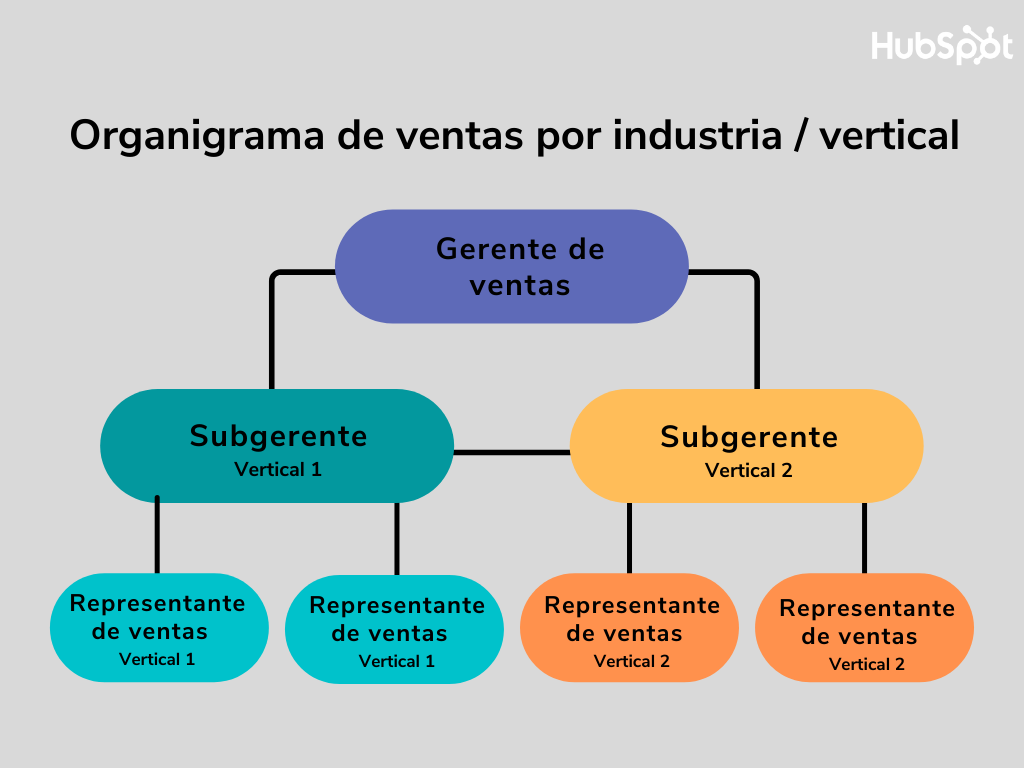 HubSpot
Organigrama de ventas por industria / vertical
Gerente de
ventas
Subgerente
Vertical 1
Subgerente
Vertical 2
Representante
de ventas
Vertical 1
Representante
de ventas
Vertical 1
Representante
de ventas
Vertical 2
Representante
de ventas
Vertical 2